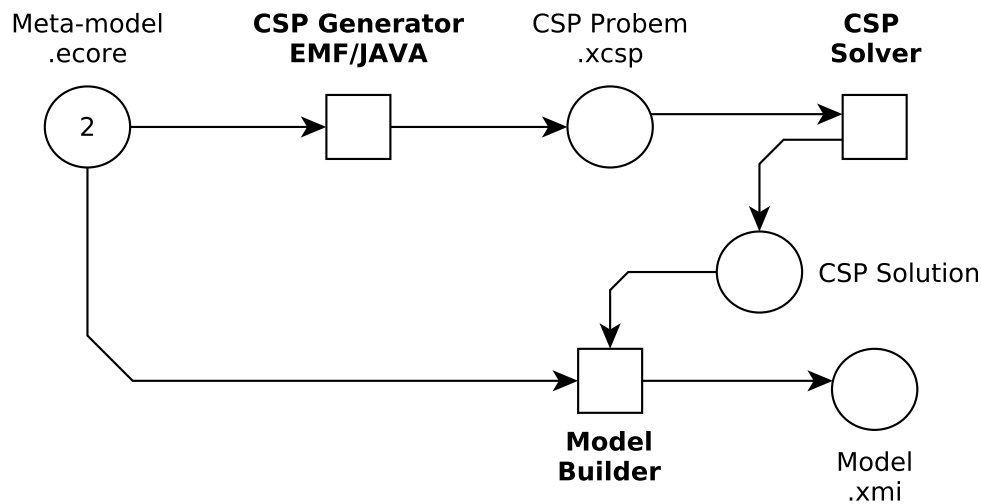 Meta-model
.ecore
CSP Generator
EMF/JAVA
CSP Probem
.xcsp
CSP
Solver
2
CSP Solution
Model
Builder
Model
.xmi